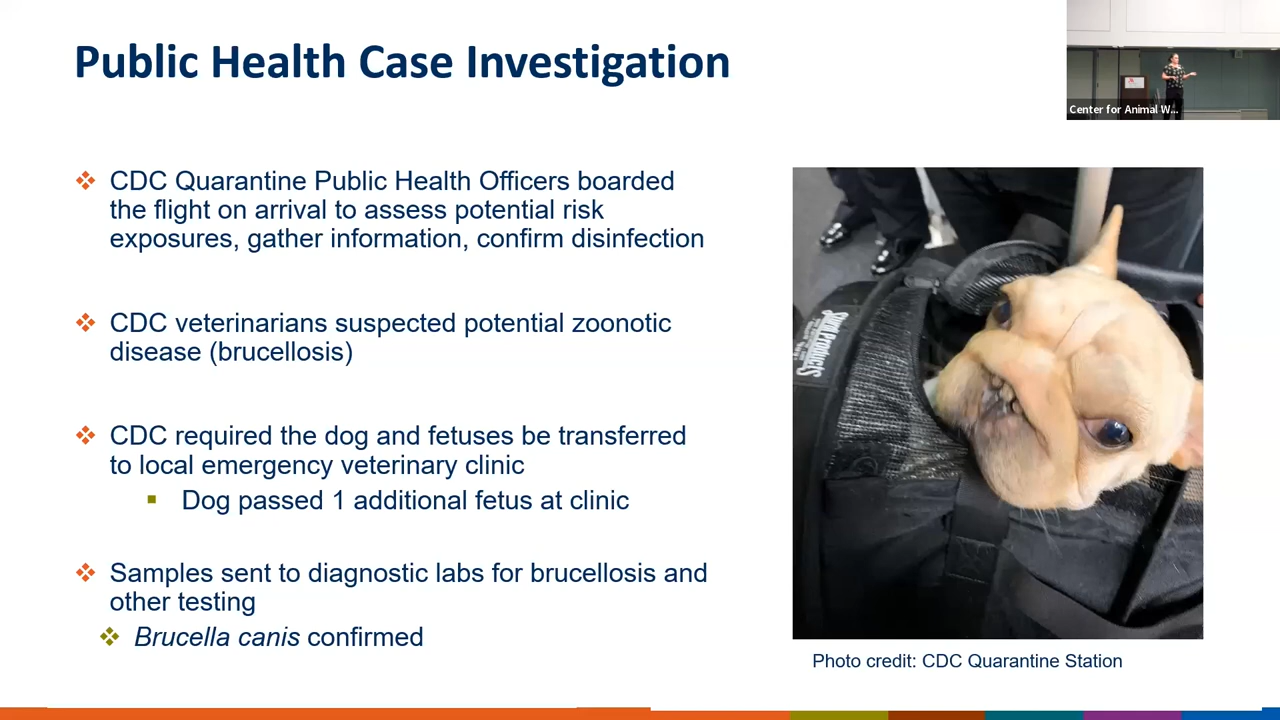 Public Health Case Investigation
Center for Animal W...
CDC Quarantine Public Health Officers boarded
the flight on arrival to assess potential risk
exposures, gather information, confirm disinfection
CDC veterinarians suspected potential zoonotic
disease (brucellosis)
CDC required the dog and fetuses be transferred
to local emergency veterinary clinic
Dog passed 1 additional fetus at clinic
Samples sent to diagnostic labs for brucellosis and
other testing
Brucella canis confirmed
Products
Photo credit: CDC Quarantine Station